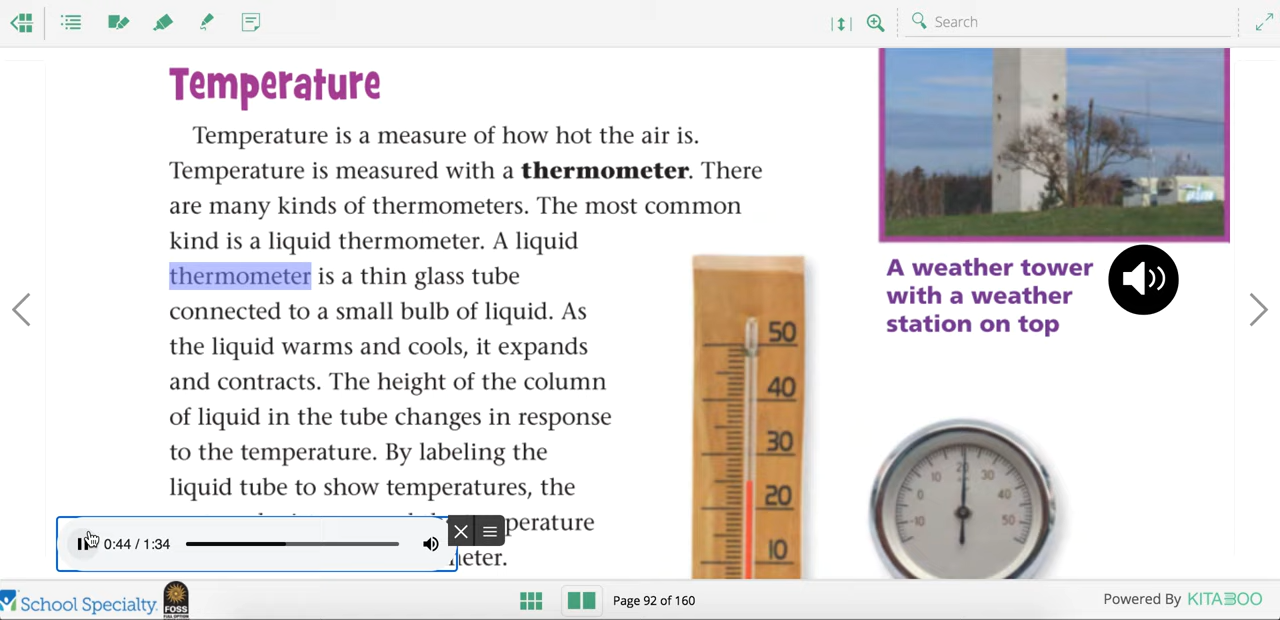 Search
Temperature
Temperature is a measure of how hot the air is.
Temperature is measured with a thermometer. There
are many kinds of thermometers. The most common
kind is a liquid thermometer. A liquid
thermometer is a thin glass tube
connected to a small bulb of liquid. As
the liquid warms and cools, it expands
and contracts. The height of the column
of liquid in the tube changes in response
to the temperature. By labeling the
liquid tube to show temperatures, the
A weather tower
with a weather
station on top
50
40
30
20
10
-10
0
10
20
30
40
50
0:44 / 1:34
School Specialty.
FOSS
Page 92 of 160
Powered By KITABOO